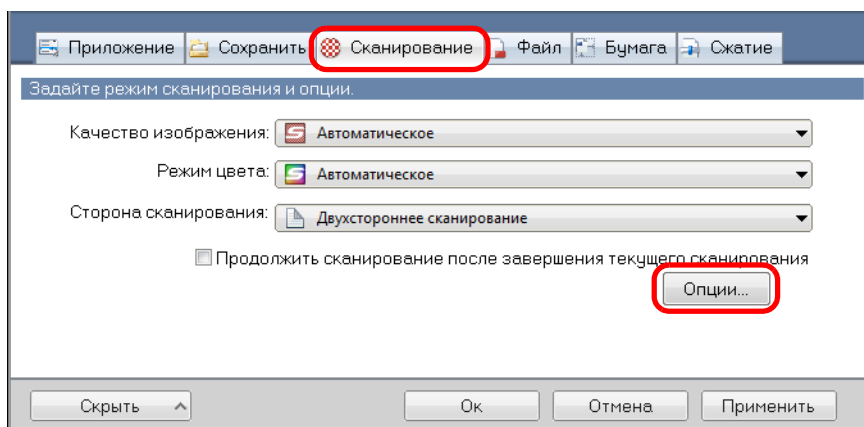 Приложение Сохранить Сканирование Файл Бумага Сжатие
Задайте режим сканирования и опции.
Качество изображения: Автоматическое
Режим цвета: Автоматическое
Сторона сканирования: Двухстороннее сканирование
Продолжить сканирование после завершения текущего сканирования
Опции...
Скрыть Ок Отмена Применить